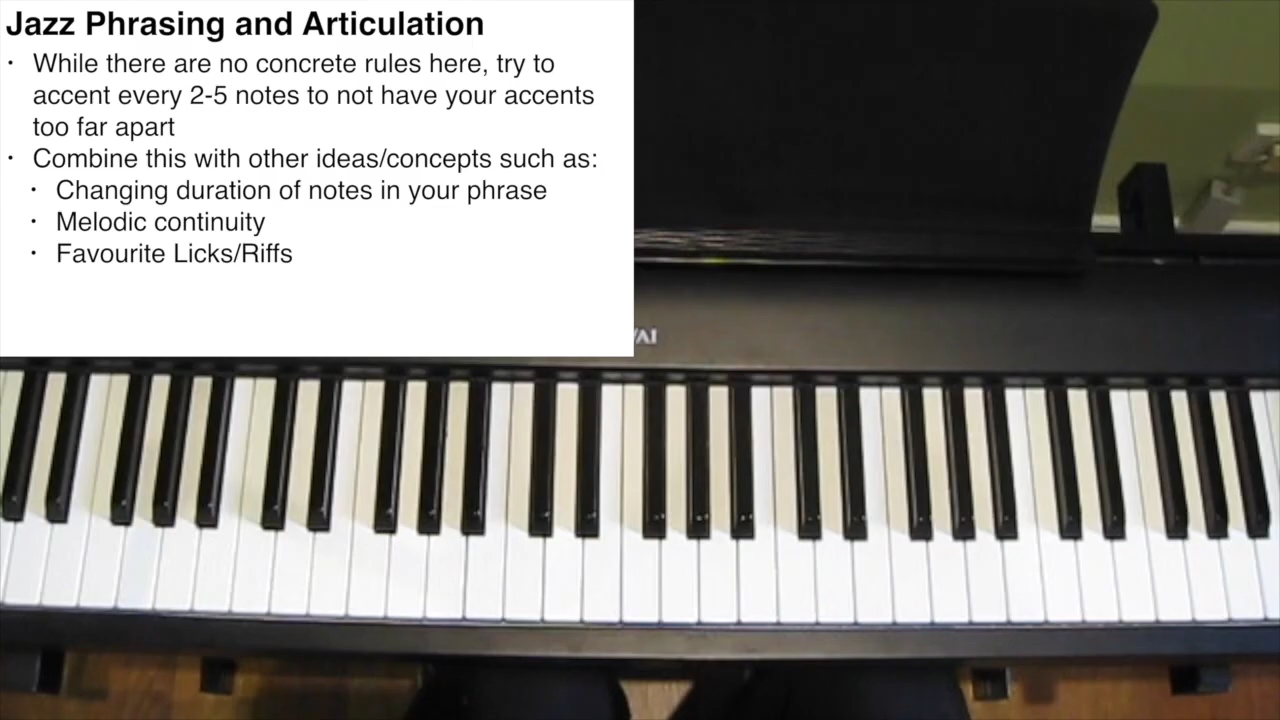 Jazz Phrasing and Articulation
• While there are no concrete rules here, try to
accent every 2-5 notes to not have your accents
too far apart
• Combine this with other ideas/concepts such as:
• Changing duration of notes in your phrase
• Melodic continuity
• Favourite Licks/Riffs